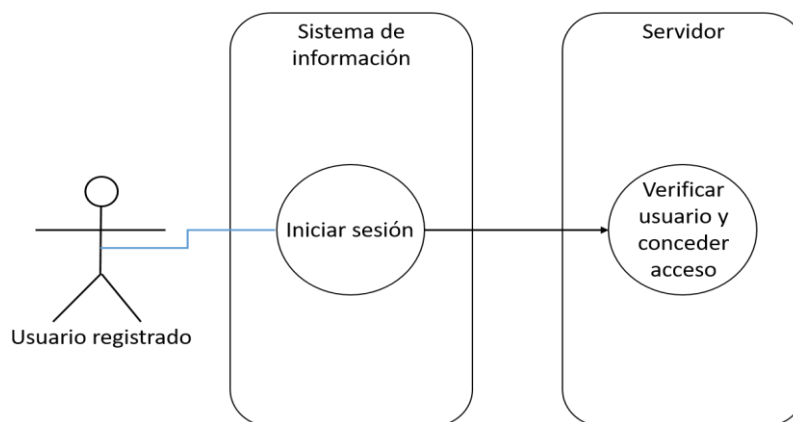 Sistema de
información
Servidor
Iniciar sesión
Verificar
usuario y
conceder
acceso
Usuario registrado